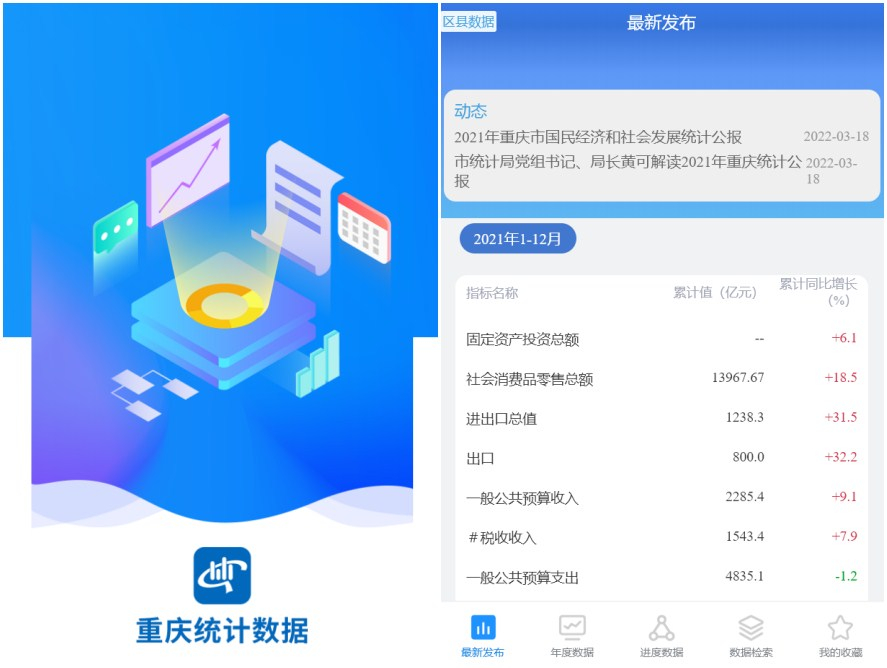 重庆统计数据
区县数据
最新发布
动态
2021年重庆市国民经济和社会发展统计公报 2022-03-18
市统计局党组书记、局长黄可解读2021年重庆统计公 2022-03-
报 18
2021年1-12月
指标名称 累计值（亿元） 累计同比增长
(%)
固定资产投资总额 -- +6.1
社会消费品零售总额 13967.67 +18.5
进出口总值 1238.3 +31.5
出口 800.0 +32.2
一般公共预算收入 2285.4 +9.1
＃税收收入 1543.4 +7.9
一般公共预算支出 4835.1 -1.2
最新发布 年度数据 进度数据 数据检索 我的收藏